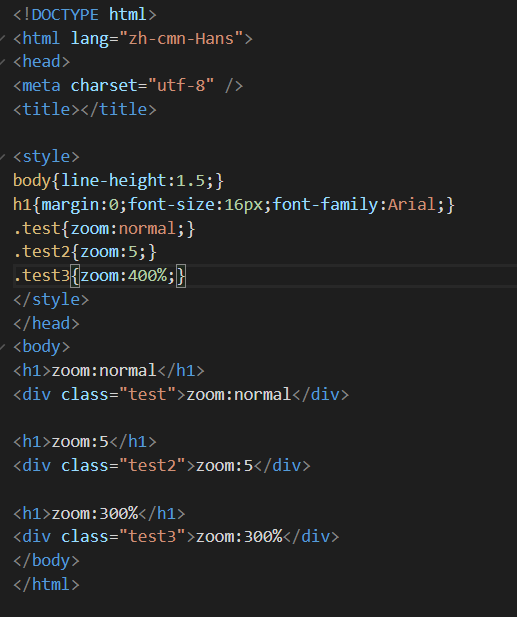 <!DOCTYPE html>
<html lang="zh-cmn-Hans">
<head>
<meta charset="utf-8" />
<title></title>
<style>
body{line-height:1.5;}
h1{margin:0;font-size:16px;font-family:Arial;}
.test{zoom:normal;}
.test2{zoom:5;}
.test3{zoom:400%;}
</style>
</head>
<body>
<h1>zoom:normal</h1>
<div class="test">zoom:normal</div>
<h1>zoom:5</h1>
<div class="test2">zoom:5</div>
<h1>zoom:300%</h1>
<div class="test3">zoom:300%</div>
</body>
</html>